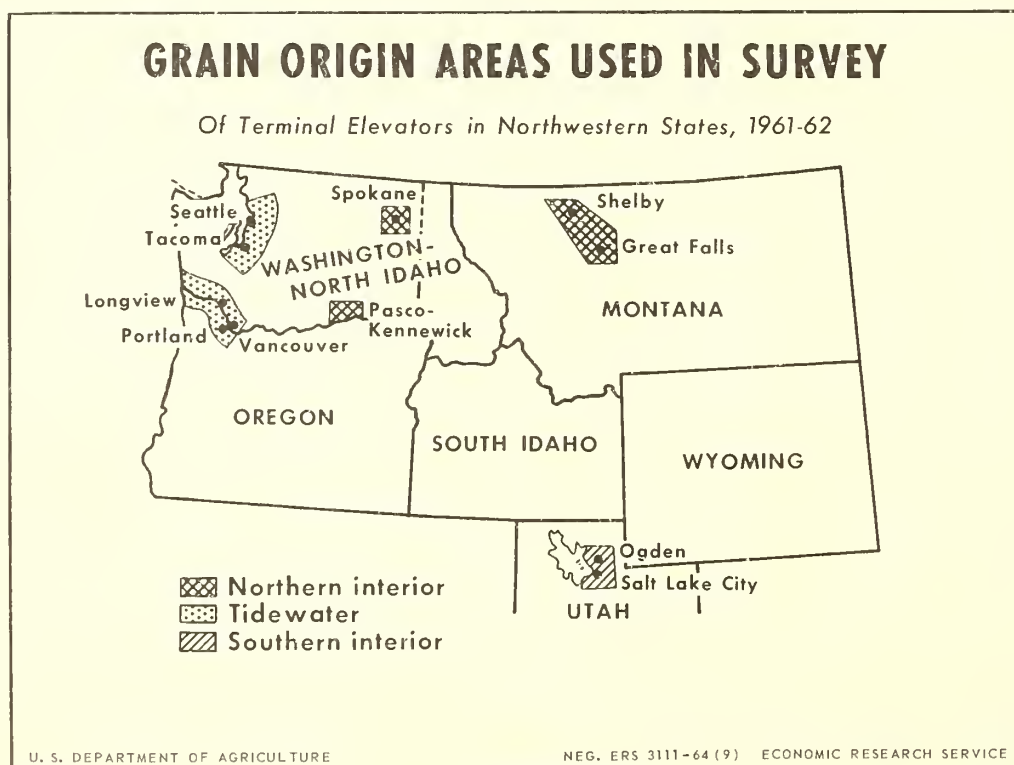 GRAIN ORIGIN AREAS USED IN SURVEY
Of Terminal Elevators in Northwestern States, 1961-62
Spokane
Shelby
Seattle
Tacoma
Great Falls
WASHINGTON-
NORTH IDAHO
Longview
Pasco-
Kennewick
MONTANA
Portland
Vancouver
OREGON
SOUTH IDAHO
WYOMING
Ogden
Salt Lake City
UTAH
Northern interior
Tidewater
Southern interior
U. S. DEPARTMENT OF AGRICULTURE
NEG. ERS 3111-64 (9) ECONOMIC RESEARCH SERVICE